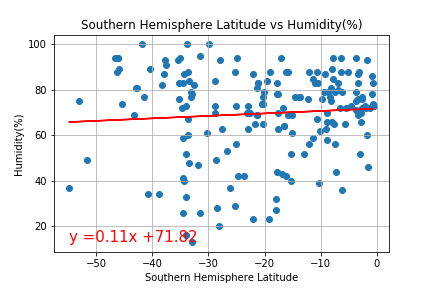 Southern Hemisphere Latitude vs Humidity(%)
100
80
60
40
20
Humidity(%)
y =0.11x +71.82
−50
−40
−30
−20
−10
0
Southern Hemisphere Latitude